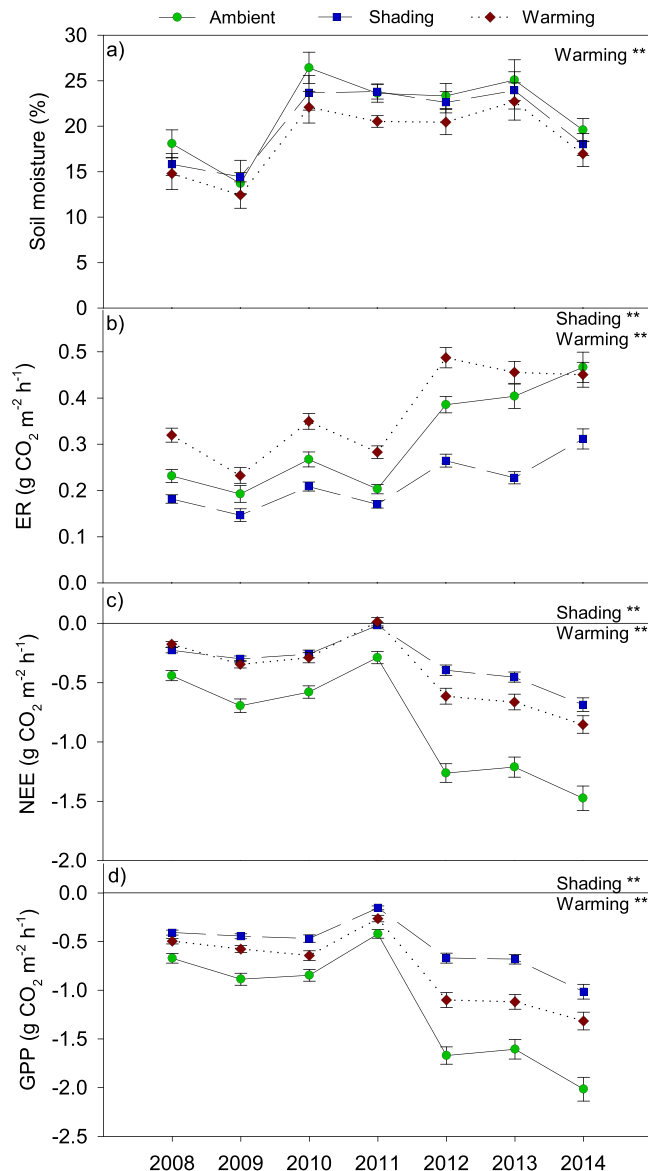 Ambient Shading Warming
a)
Warming **
30
25
20
15
10
5
0
Soil moisture (%)
b)
Shading **
Warming **
0.5
0.4
0.3
0.2
0.1
0.0
ER (g CO₂ m⁻² h⁻¹)
c)
Shading **
Warming **
0.0
-0.5
-1.0
-1.5
-2.0
NEE (g CO₂ m⁻² h⁻¹)
d)
Shading **
Warming **
0.0
-0.5
-1.0
-1.5
-2.0
-2.5
GPP (g CO₂ m⁻² h⁻¹)
2008 2009 2010 2011 2012 2013 2014